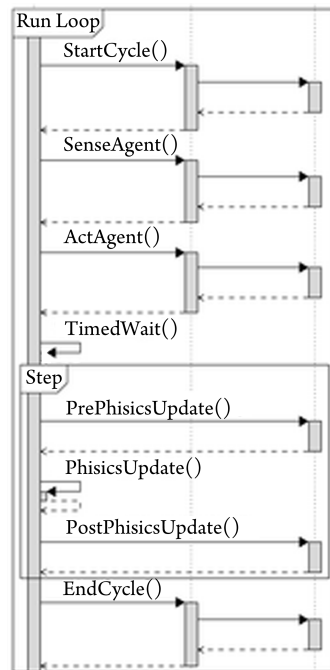 Run Loop
StartCycle()
SenseAgent()
ActAgent()
TimedWait()
Step
PrePhisicsUpdate()
PhisicsUpdate()
PostPhisicsUpdate()
EndCycle()